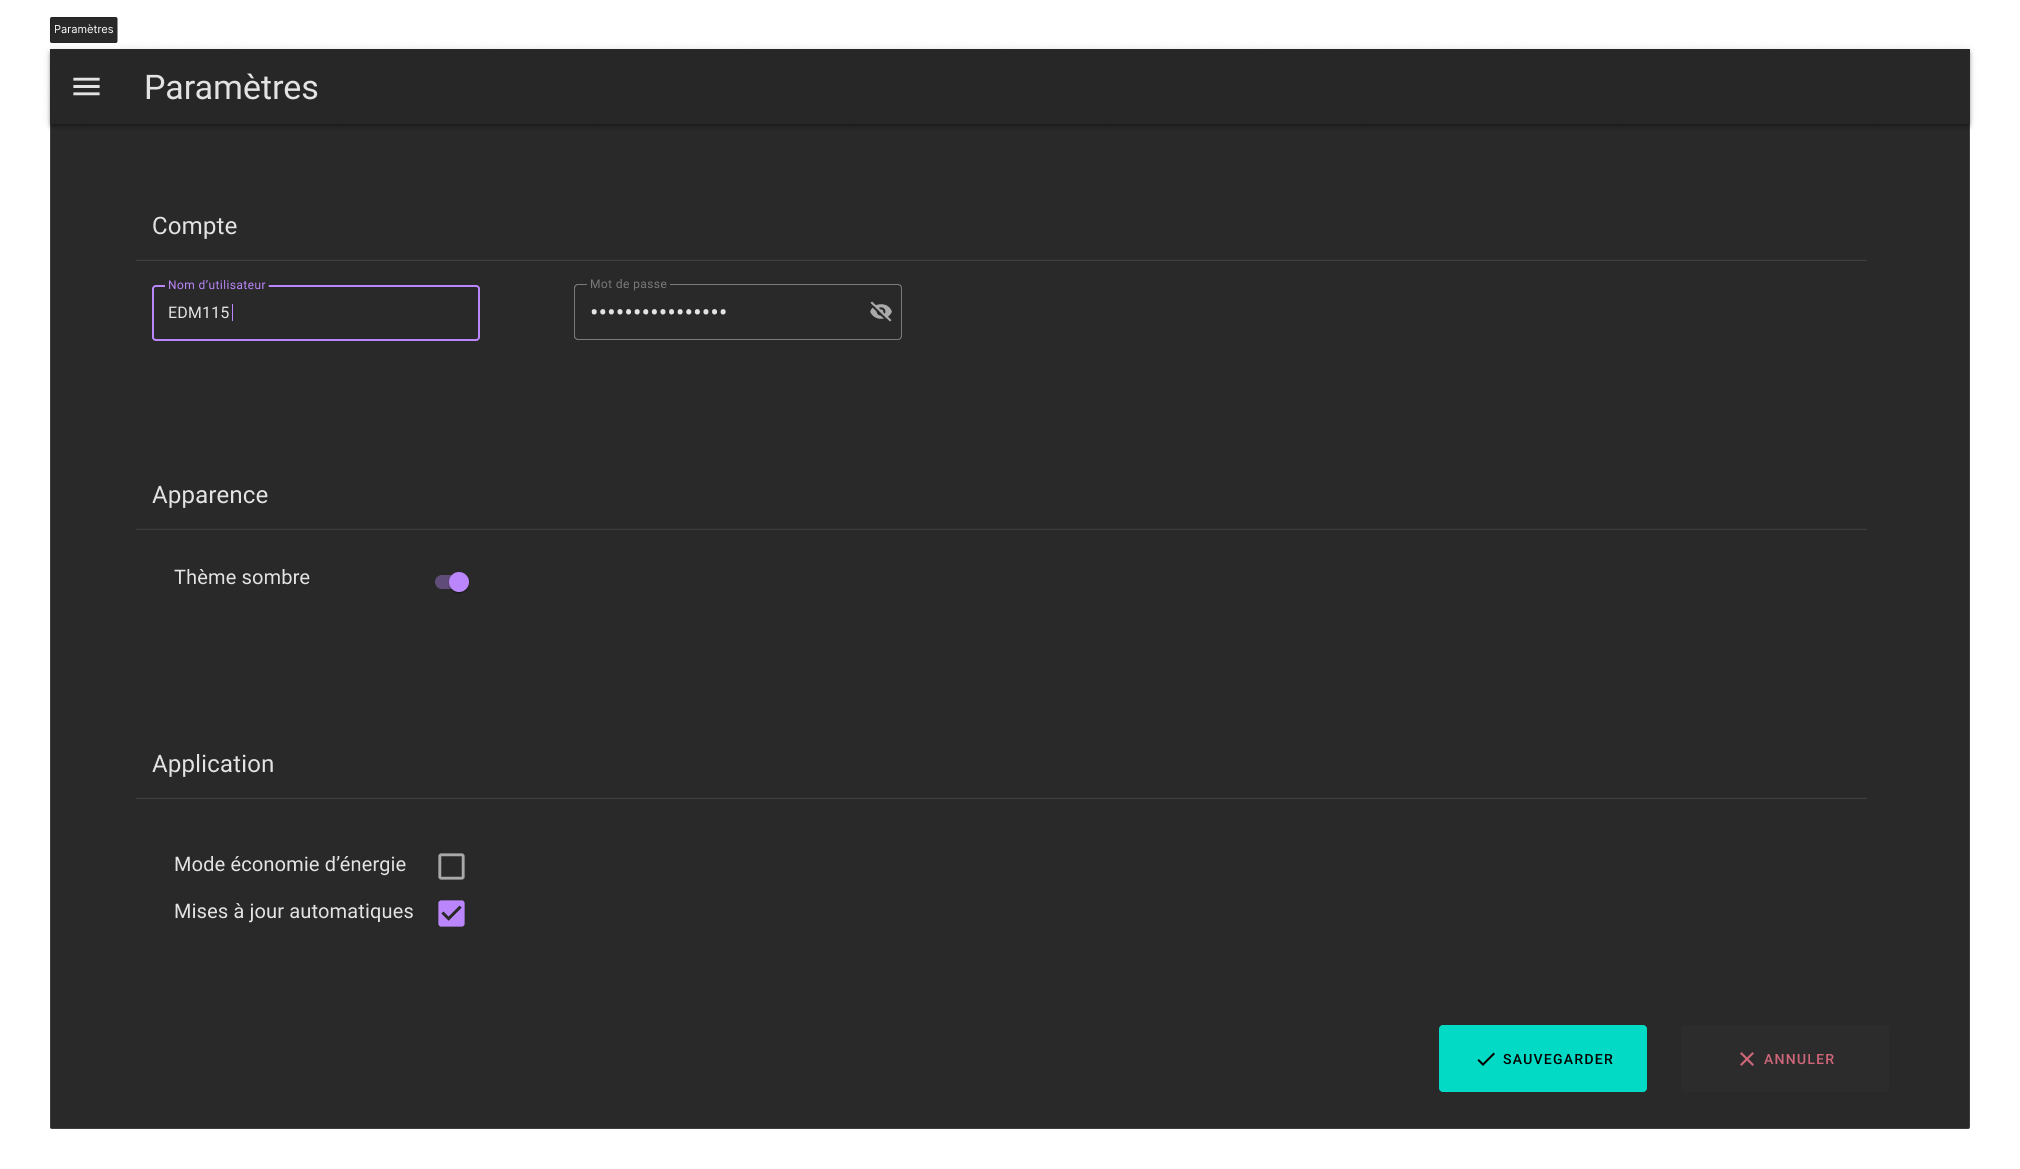 Paramètres
Paramètres
Compte
Nom d’utilisateur
EDM115
Mot de passe
••••••••••••••••
Apparence
Thème sombre
Application
Mode économie d’énergie
Mises à jour automatiques
SAUVEGARDER
ANNULER